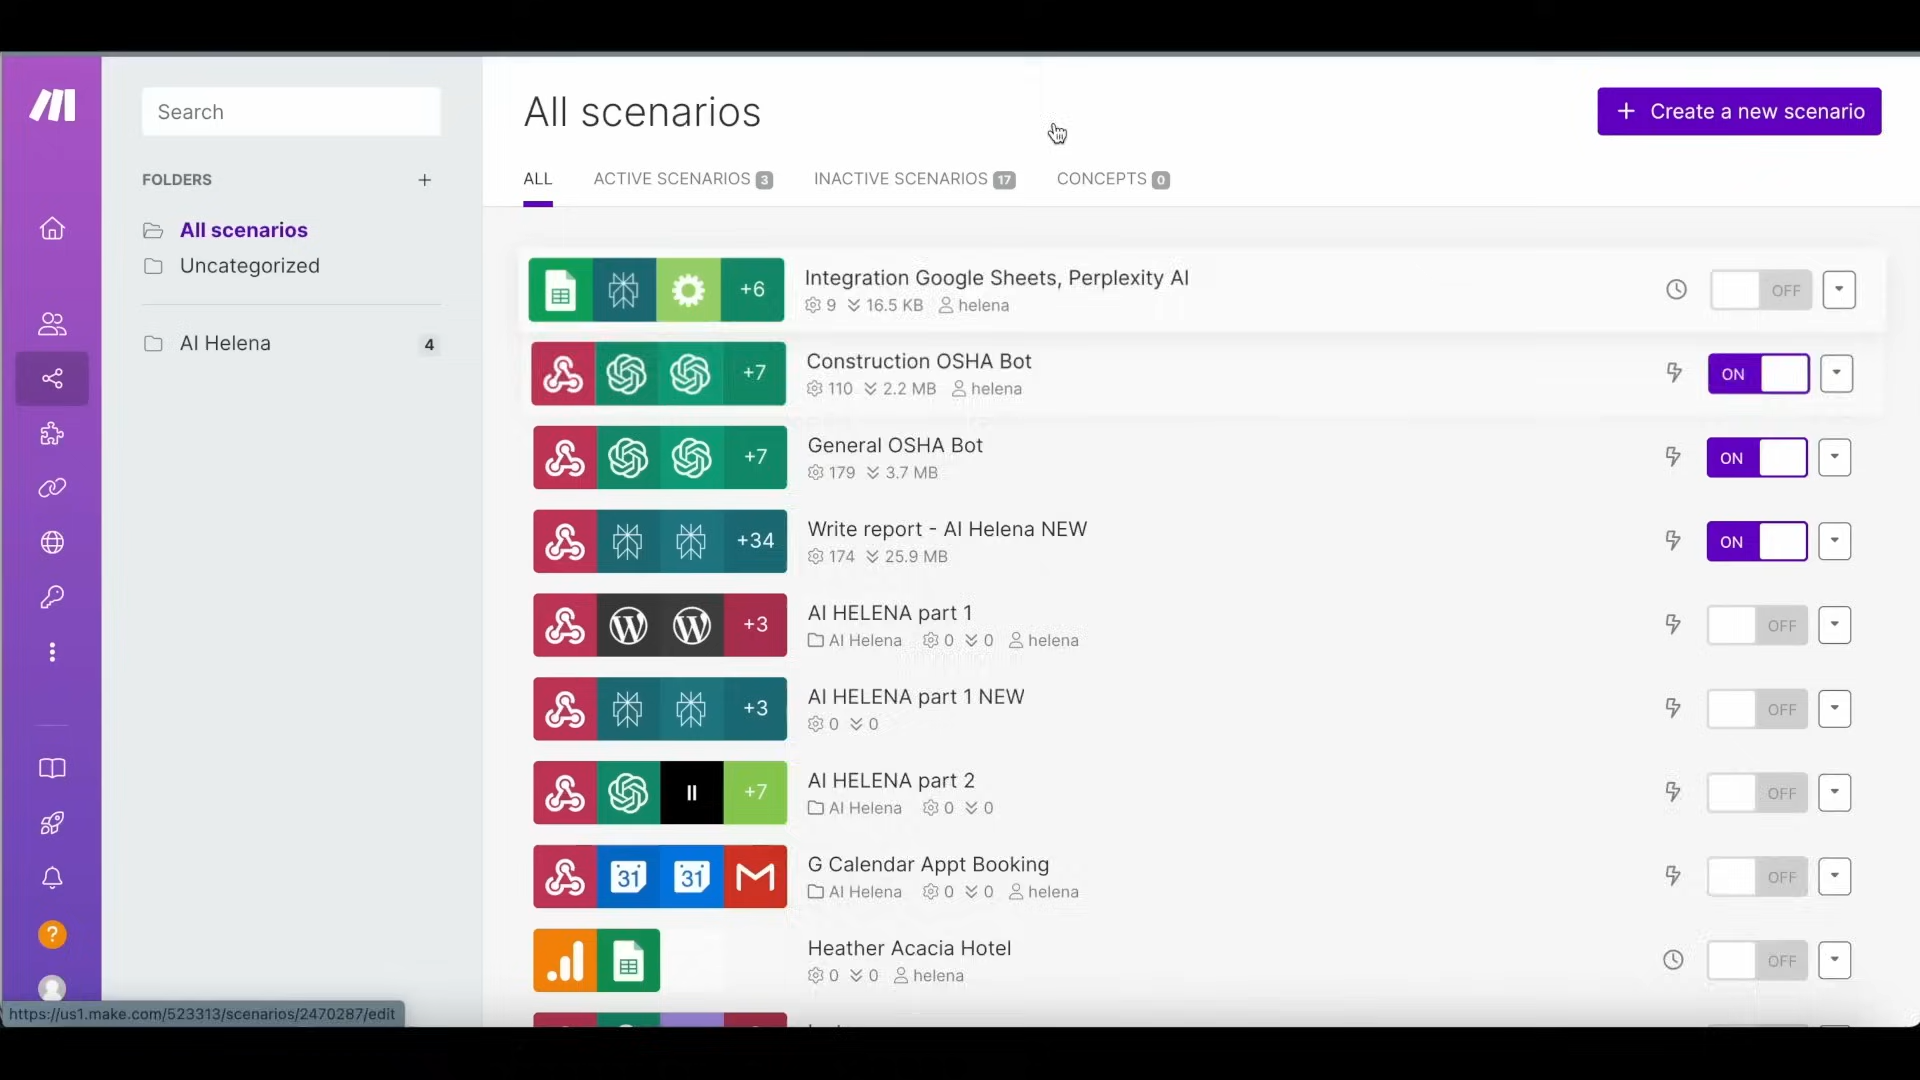 Search
All scenarios
+ Create a new scenario
FOLDERS +
ALL ACTIVE SCENARIOS 3 INACTIVE SCENARIOS 17 CONCEPTS 0
All scenarios
Uncategorized
AI Helena 4
+6 Integration Google Sheets, Perplexity AI
9 16.5 KB helena OFF
+7 Construction OSHA Bot
110 2.2 MB helena ON
+7 General OSHA Bot
179 3.7 MB ON
+34 Write report - AI Helena NEW
174 25.9 MB ON
+3 AI HELENA part 1
AI Helena 0 0 helena OFF
+3 AI HELENA part 1 NEW
0 0 OFF
+7 AI HELENA part 2
AI Helena 0 0 OFF
31 31 G Calendar Appt Booking
AI Helena 0 0 helena OFF
Heather Acacia Hotel
0 0 helena OFF
?
https://us1.make.com/523313/scenarios/2470287/edit